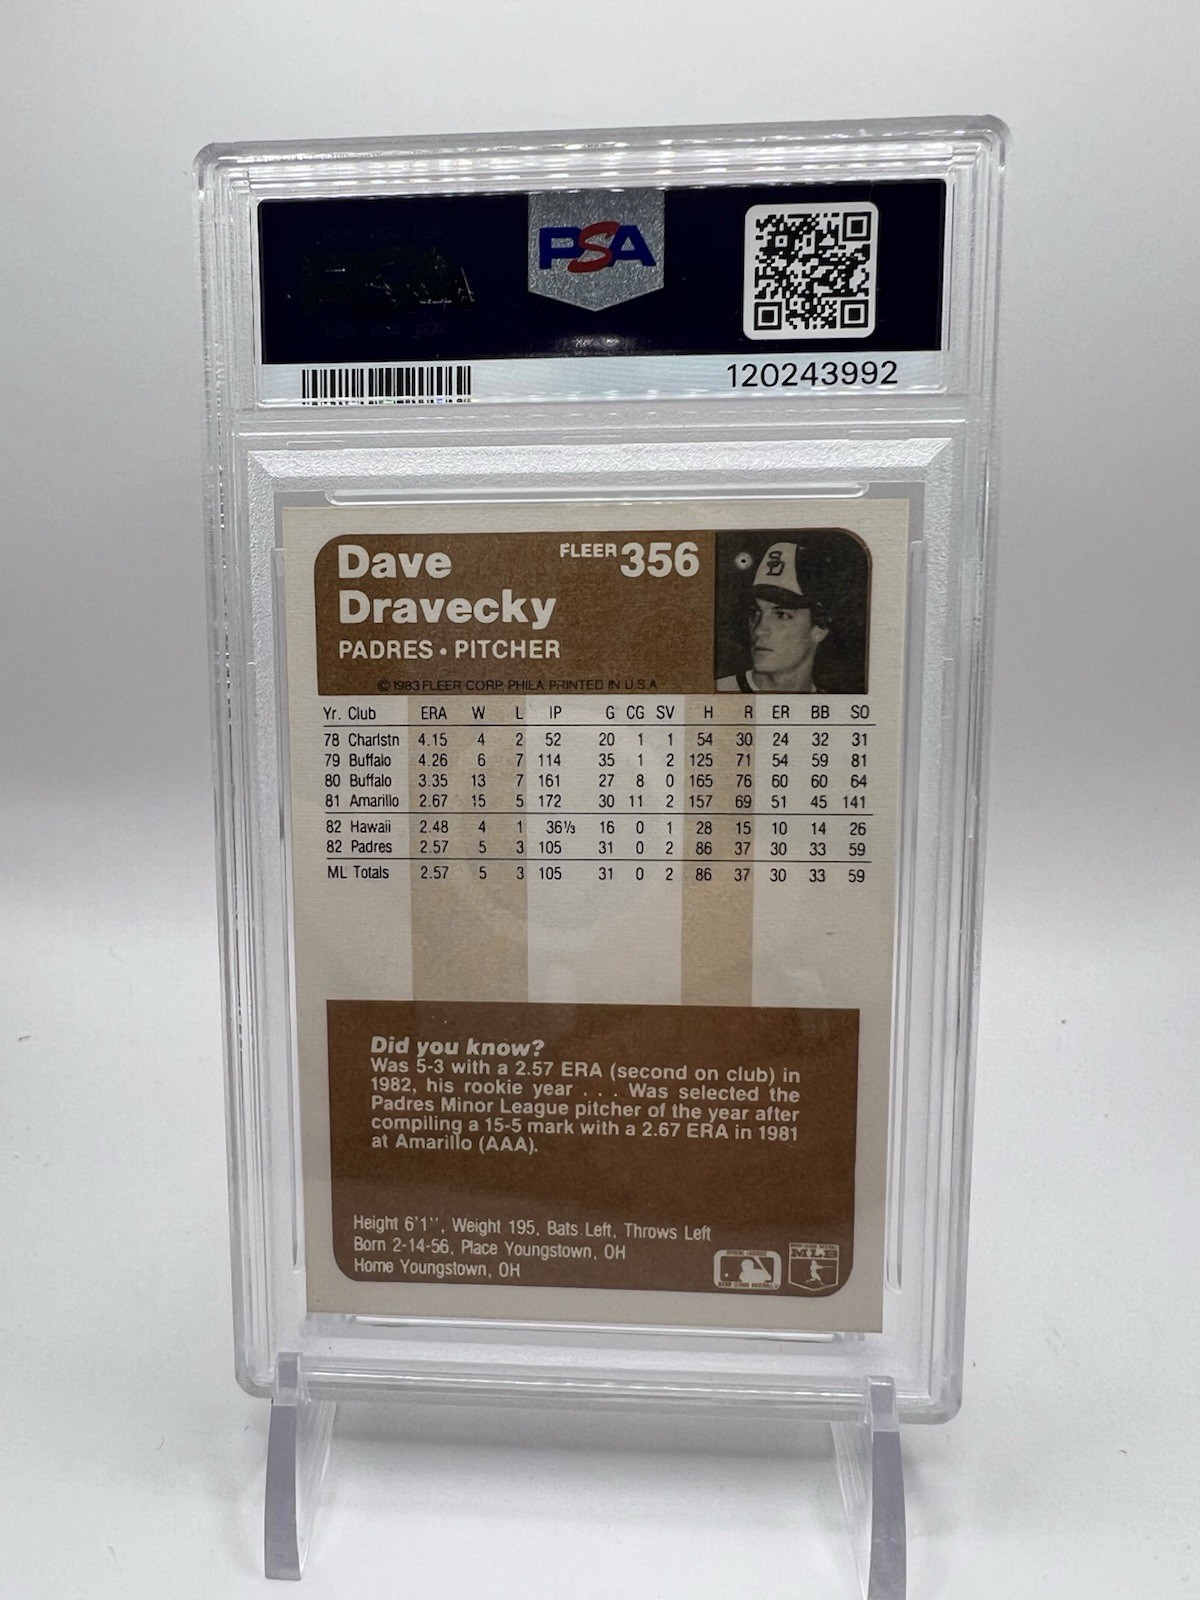 PSA
120243992
Dave
Dravecky
FLEER 356
PADRES • PITCHER
© 1983 FLEER CORP. PHILA. PRINTED IN U.S.A.
Yr. Club ERA W L IP G CG SV H R ER BB SO
78 Charlstn 4.15 4 2 52 20 1 1 54 30 24 32 31
79 Buffalo 4.26 6 7 114 35 1 2 125 71 54 59 81
80 Buffalo 3.35 13 7 161 27 8 0 165 76 60 60 64
81 Amarillo 2.67 15 5 172 30 11 2 157 69 51 45 141
82 Hawaii 2.48 4 1 36⅓ 16 0 1 28 15 10 14 26
82 Padres 2.57 5 3 105 31 0 2 86 37 30 33 59
ML Totals 2.57 5 3 105 31 0 2 86 37 30 33 59
Did you know?
Was 5-3 with a 2.57 ERA (second on club) in
1982, his rookie year . . . Was selected the
Padres Minor League pitcher of the year after
compiling a 15-5 mark with a 2.67 ERA in 1981
at Amarillo (AAA).
Height 6'1'', Weight 195, Bats Left, Throws Left
Born 2-14-56, Place Youngstown, OH
Home Youngstown, OH
MLB